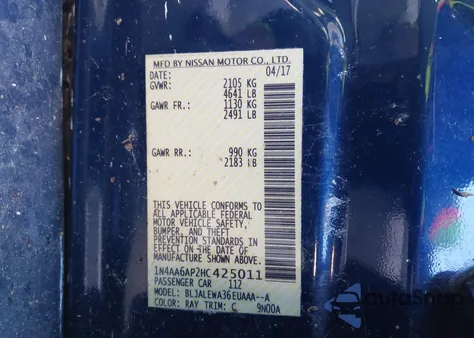 MFD BY NISSAN MOTOR CO., LTD.
DATE: 04/17
GVWR: 2105 KG
4641 LB
GAWR FR.: 1130 KG
2491 LB
GAWR RR.: 990 KG
2183 LB
THIS VEHICLE CONFORMS TO
ALL APPLICABLE FEDERAL
MOTOR VEHICLE SAFETY,
BUMPER, AND THEFT
PREVENTION STANDARDS IN
EFFECT ON THE DATE OF
MANUFACTURE SHOWN ABOVE.
1N4AA6AP2HC425011
PASSENGER CAR 112
MODEL: BLJALEWA36EUAAA--A
COLOR: RAY TRIM: C 9N00A
autoSnap